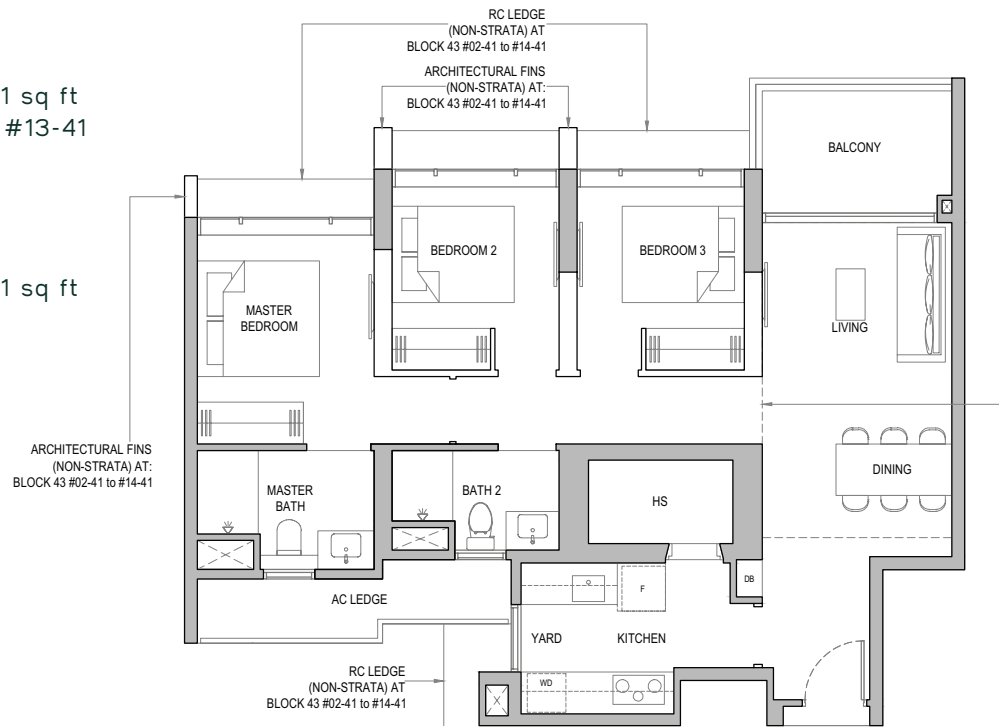 RC LEDGE
(NON-STRATA) AT
BLOCK 43 #02-41 to #14-41
ARCHITECTURAL FINS
(NON-STRATA) AT:
BLOCK 43 #02-41 to #14-41
1 sq ft
#13-41
1 sq ft
BALCONY
BEDROOM 2
BEDROOM 3
MASTER
BEDROOM
LIVING
ARCHITECTURAL FINS
(NON-STRATA) AT:
BLOCK 43 #02-41 to #14-41
MASTER
BATH
BATH 2
HS
DINING
AC LEDGE
F
DB
YARD
KITCHEN
WD
RC LEDGE
(NON-STRATA) AT
BLOCK 43 #02-41 to #14-41